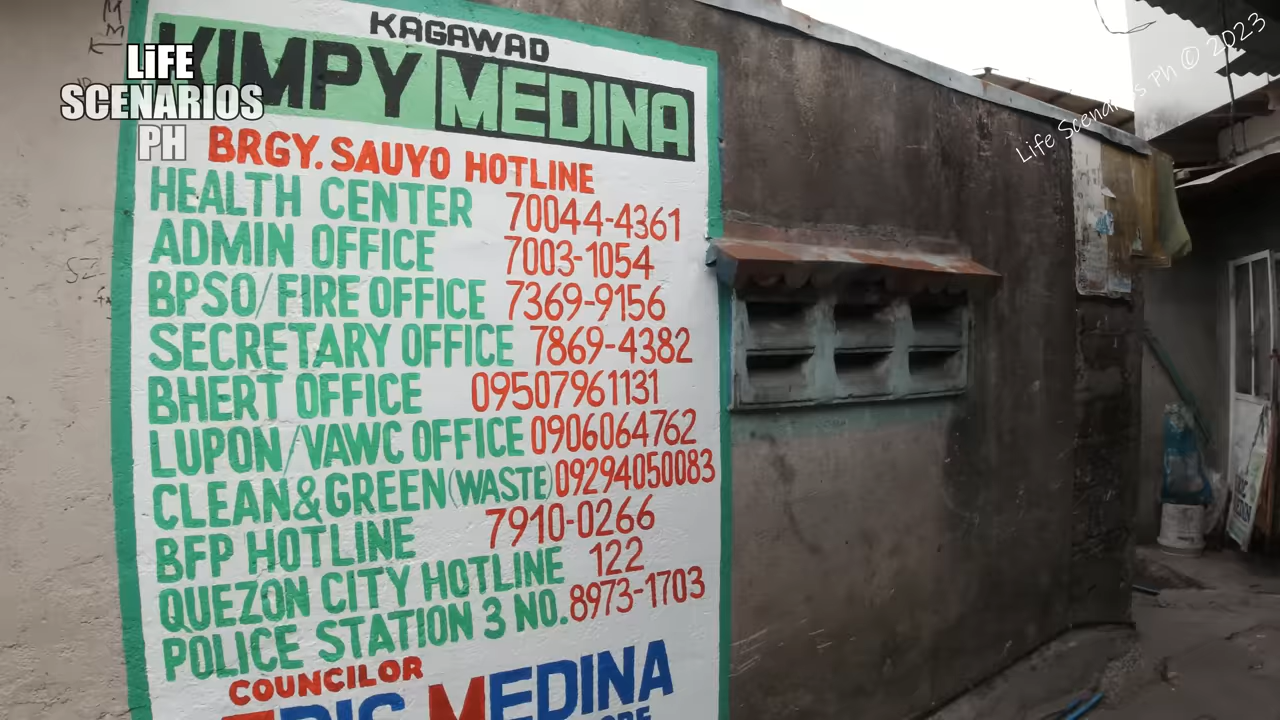 KAGAWAD
KIMPY MEDINA
BRGY. SAUYO HOTLINE
HEALTH CENTER 70044-4361
ADMIN OFFICE 7003-1054
BPSO/FIRE OFFICE 7369-9156
SECRETARY OFFICE 7869-4382
BHERT OFFICE 09507961131
LUPON/VAWC OFFICE 0906064762
CLEAN&GREEN(WASTE)09294050083
BFP HOTLINE 7910-0266
QUEZON CITY HOTLINE 122
POLICE STATION 3 NO. 8973-1703
COUNCILOR
ERIC MEDINA
LiFE
SCENARIOS
PH
Life Scenarios Ph © 2023